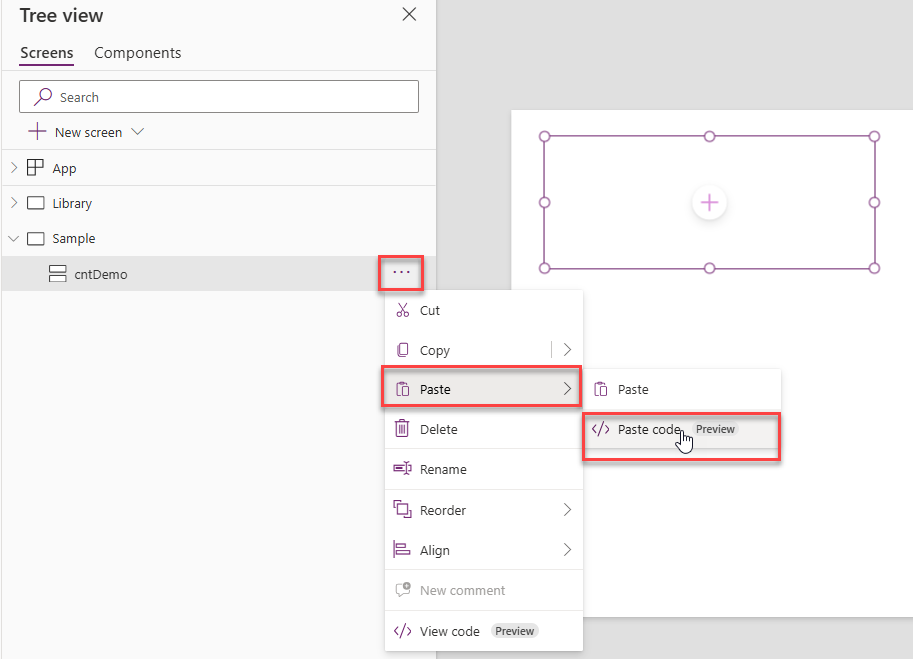 Tree view
Screens Components
Search
New screen
App
Library
Sample
cntDemo ...
Cut
Copy
Paste Paste
Delete Paste code Preview
Rename
Reorder
Align
New comment
View code Preview